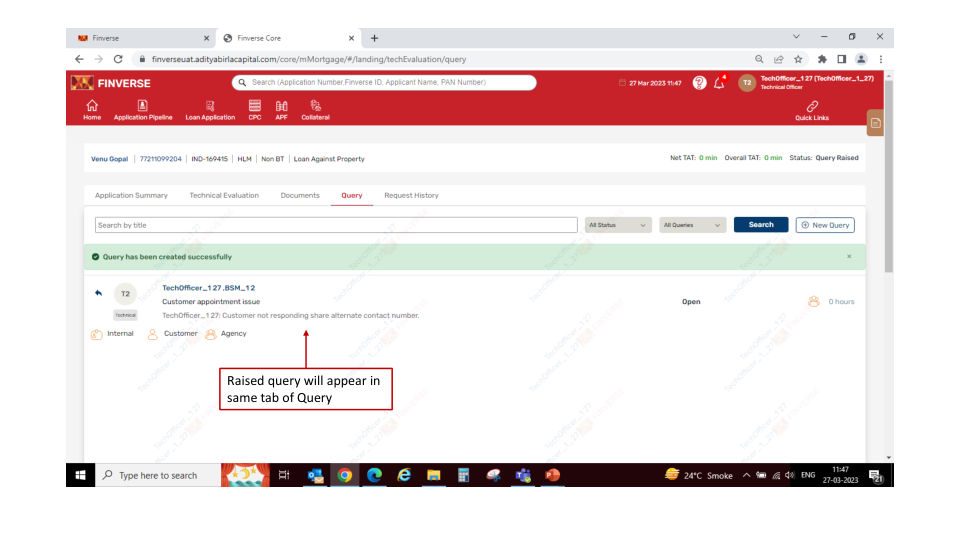 Finverse
Finverse Core
finverseuat.adityabirlacapital.com/core/mMortgage/#/landing/techEvaluation/query
FINVERSE
Search (Application Number,Finverse ID, Applicant Name, PAN Number)
27 Mar 2023 11:47
4
T2
TechOfficer_127 (TechOfficer_1_27)
Technical Officer
Home
Application Pipeline
Loan Application
CPC
APF
Collateral
Quick Links
Venu Gopal | 77211099204 | IND-169415 | HLM | Non BT | Loan Against Property
Net TAT: 0 min Overall TAT: 0 min Status: Query Raised
Application Summary
Technical Evaluation
Documents
Query
Request History
Search by title
All Status
All Queries
Search
New Query
Query has been created successfully
T2
Technical
TechOfficer_127,BSM_12
Customer appointment issue
TechOfficer_127: Customer not responding share alternate contact number.
Open
0 hours
Internal
Customer
Agency
Raised query will appear in
same tab of Query
Type here to search
24°C Smoke
ENG
11:47
27-03-2023
21